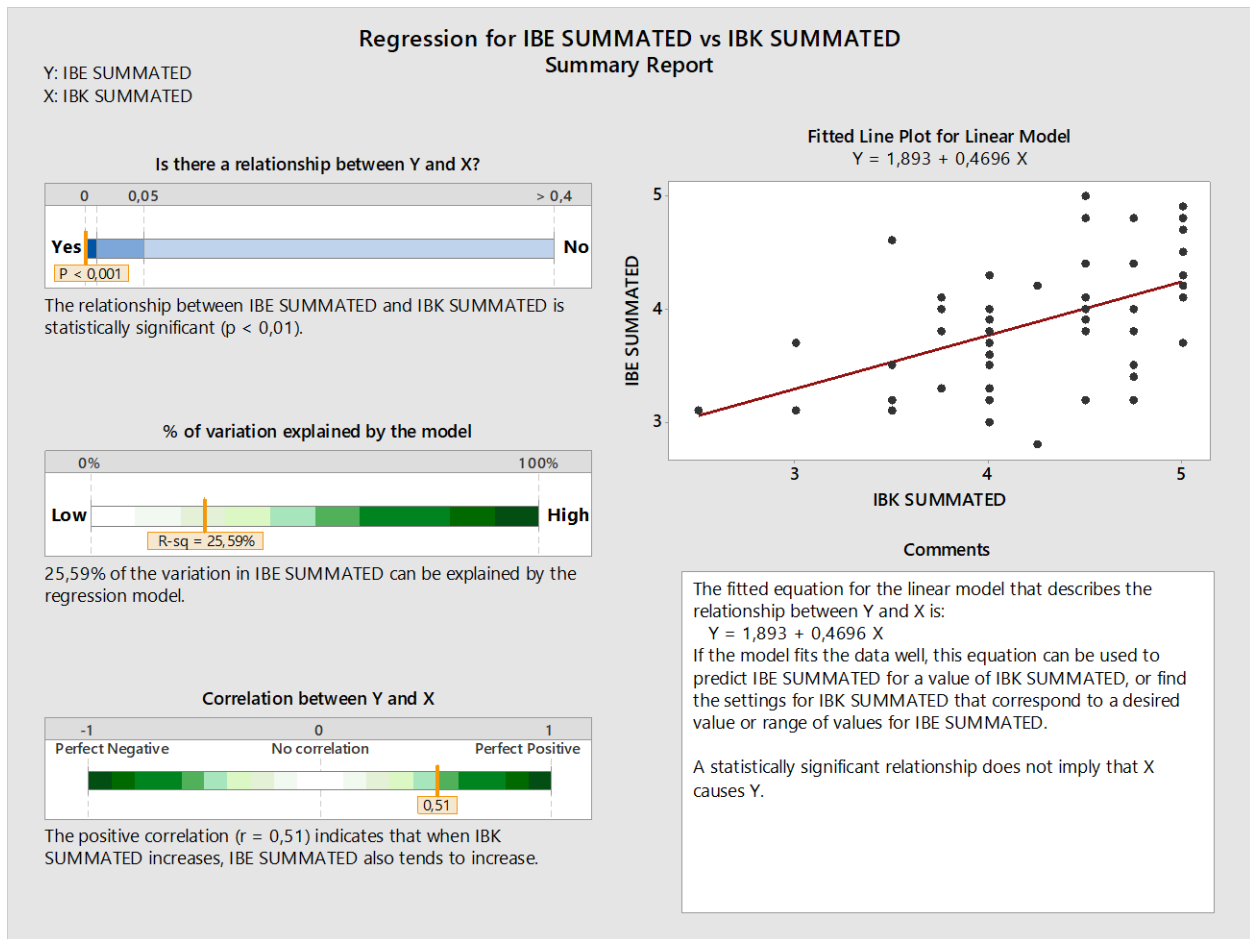 Regression for IBE SUMMATED vs IBK SUMMATED
Summary Report
Y: IBE SUMMATED
X: IBK SUMMATED
Is there a relationship between Y and X?
0 0,05 > 0,4
Yes No
P < 0,001
The relationship between IBE SUMMATED and IBK SUMMATED is
statistically significant (p < 0,01).
% of variation explained by the model
0% 100%
Low High
R-sq = 25,59%
25,59% of the variation in IBE SUMMATED can be explained by the
regression model.
Correlation between Y and X
-1 0 1
Perfect Negative No correlation Perfect Positive
0,51
The positive correlation (r = 0,51) indicates that when IBK
SUMMATED increases, IBE SUMMATED also tends to increase.
Fitted Line Plot for Linear Model
Y = 1,893 + 0,4696 X
5
4
3
IBE SUMMATED
3 4 5
IBK SUMMATED
Comments
The fitted equation for the linear model that describes the
relationship between Y and X is:
Y = 1,893 + 0,4696 X
If the model fits the data well, this equation can be used to
predict IBE SUMMATED for a value of IBK SUMMATED, or find
the settings for IBK SUMMATED that correspond to a desired
value or range of values for IBE SUMMATED.
A statistically significant relationship does not imply that X
causes Y.